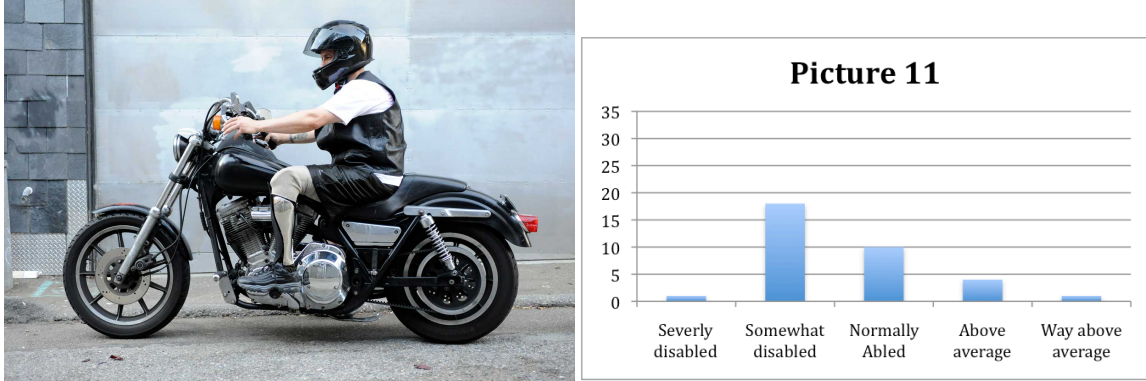 Picture 11
35
30
25
20
15
10
5
0
Severly
disabled
Somewhat
disabled
Normally
Abled
Above
average
Way above
average